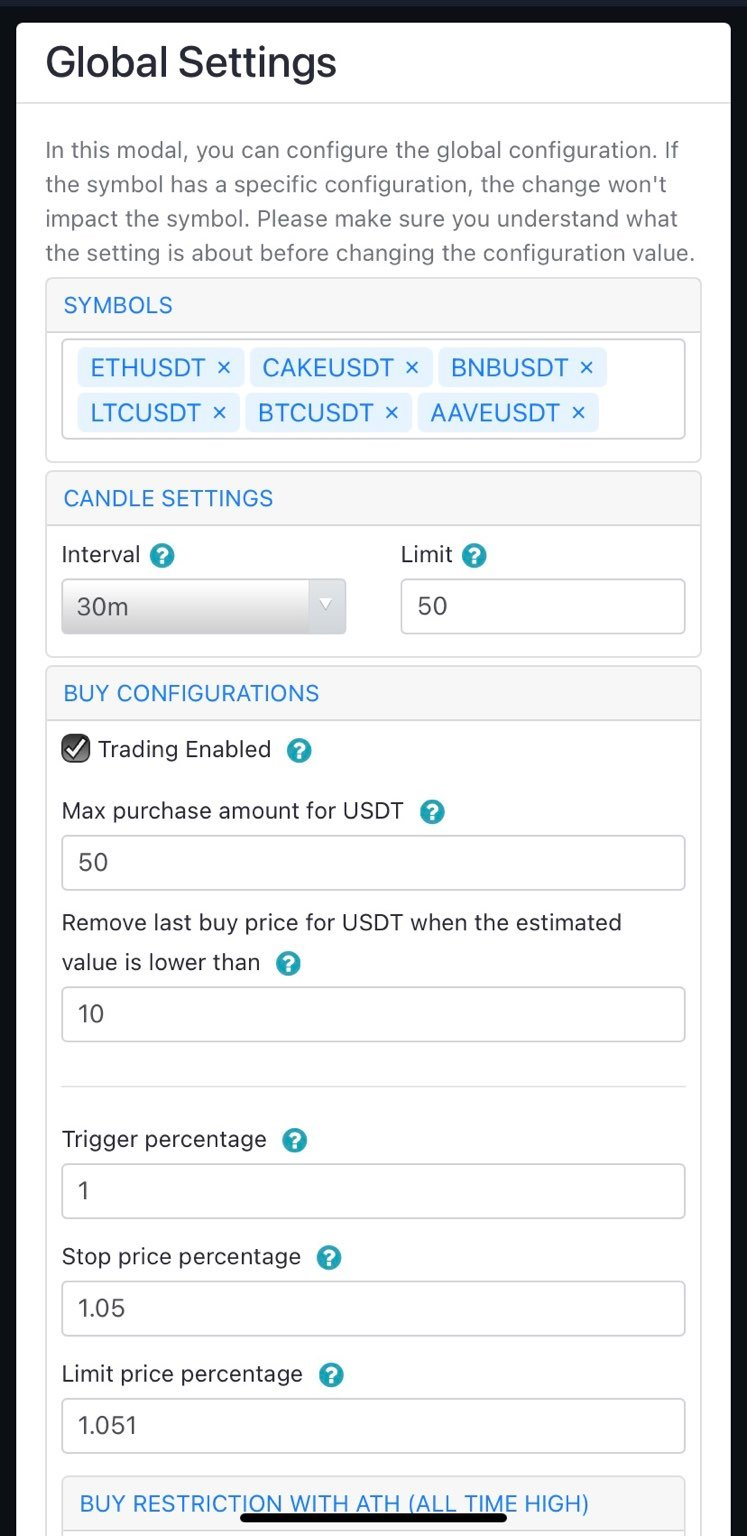 Global Settings
In this modal, you can configure the global configuration. If
the symbol has a specific configuration, the change won't
impact the symbol. Please make sure you understand what
the setting is about before changing the configuration value.
SYMBOLS
ETHUSDT × CAKEUSDT × BNBUSDT ×
LTCUSDT × BTCUSDT × AAVEUSDT ×
CANDLE SETTINGS
Interval ? Limit ?
30m 50
BUY CONFIGURATIONS
Trading Enabled ?
Max purchase amount for USDT ?
50
Remove last buy price for USDT when the estimated
value is lower than ?
10
Trigger percentage ?
1
Stop price percentage ?
1.05
Limit price percentage ?
1.051
BUY RESTRICTION WITH ATH (ALL TIME HIGH)